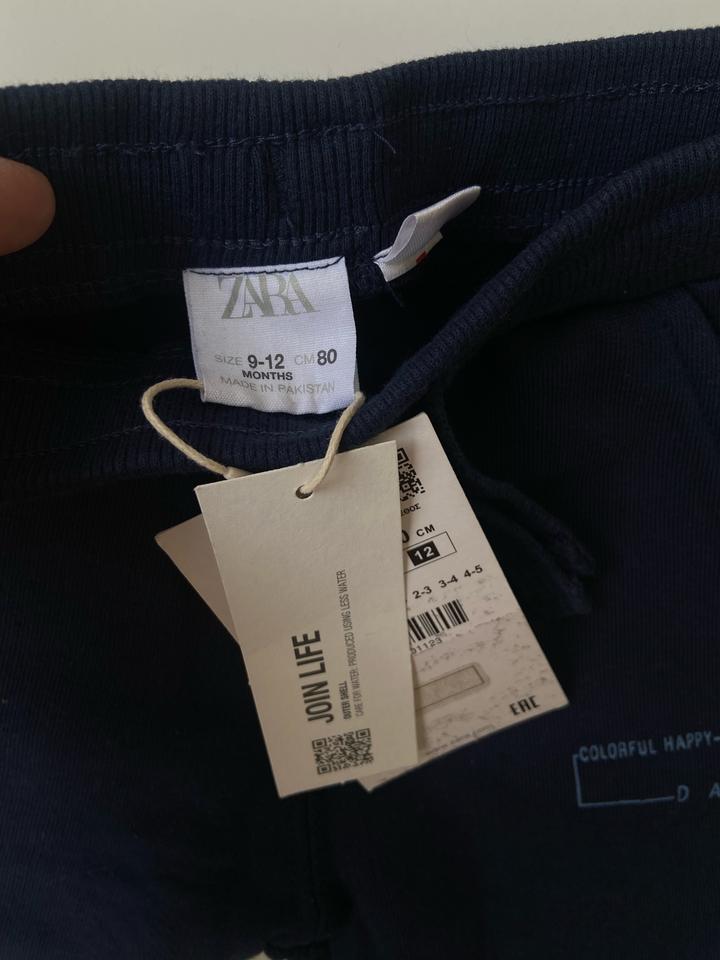 ZARA
SIZE 9-12 CM 80
MONTHS
MADE IN PAKISTAN
JOIN LIFE
OUTER SHELL
CARE FOR WATER: PRODUCED USING LESS WATER
CM
12
2-3 3-4 4-5
01123
EAC
COLORFUL HAPPY-
D A